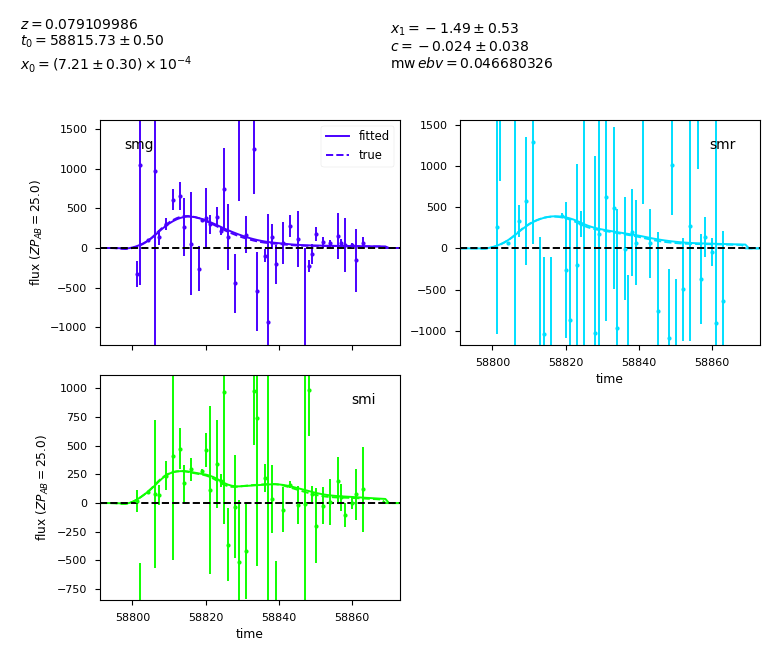 z = 0.079109986
t₀ = 58815.73 ± 0.50
x₀ = (7.21 ± 0.30) × 10⁻⁴
x₁ = −1.49 ± 0.53
c = −0.024 ± 0.038
mw ebv = 0.046680326
smg
fitted
true
1500
1000
500
0
−500
−1000
flux (ZP_AB = 25.0)
smr
1500
1000
500
0
−500
−1000
58800 58820 58840 58860
time
smi
1000
750
500
250
0
−250
−500
−750
flux (ZP_AB = 25.0)
58800 58820 58840 58860
time